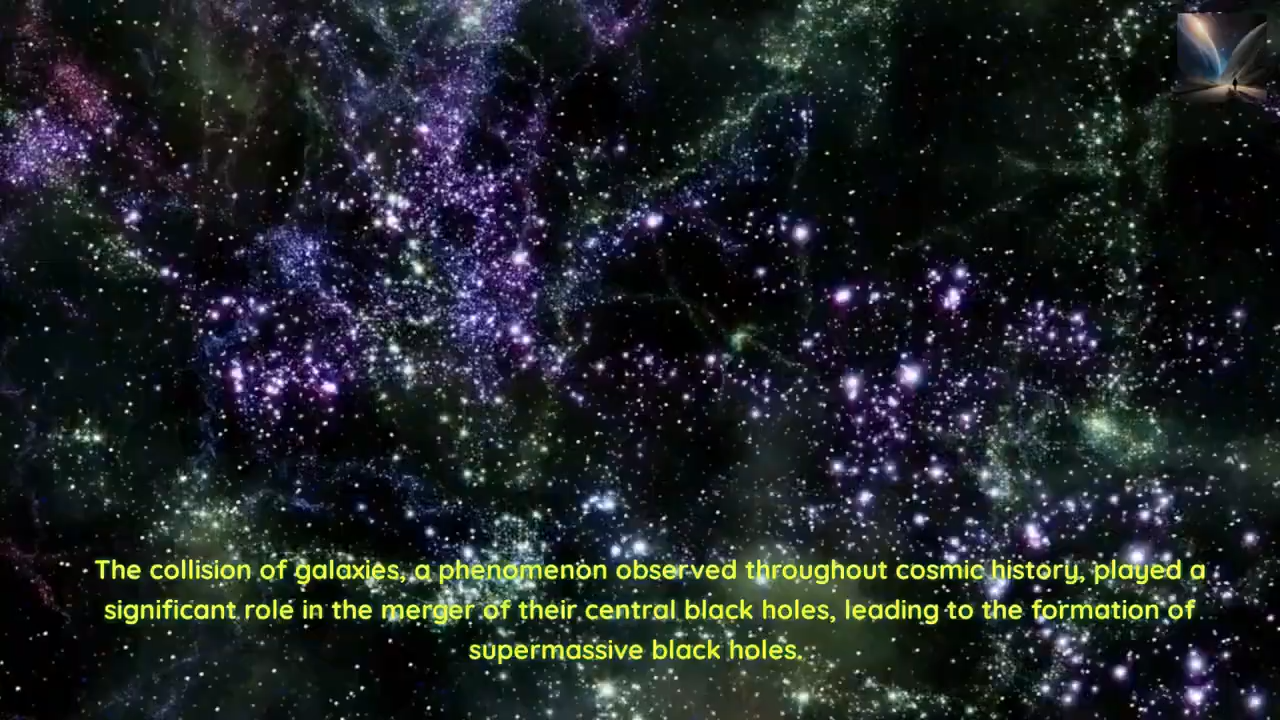 The collision of galaxies, a phenomenon observed throughout cosmic history, played a
significant role in the merger of their central black holes, leading to the formation of
supermassive black holes.